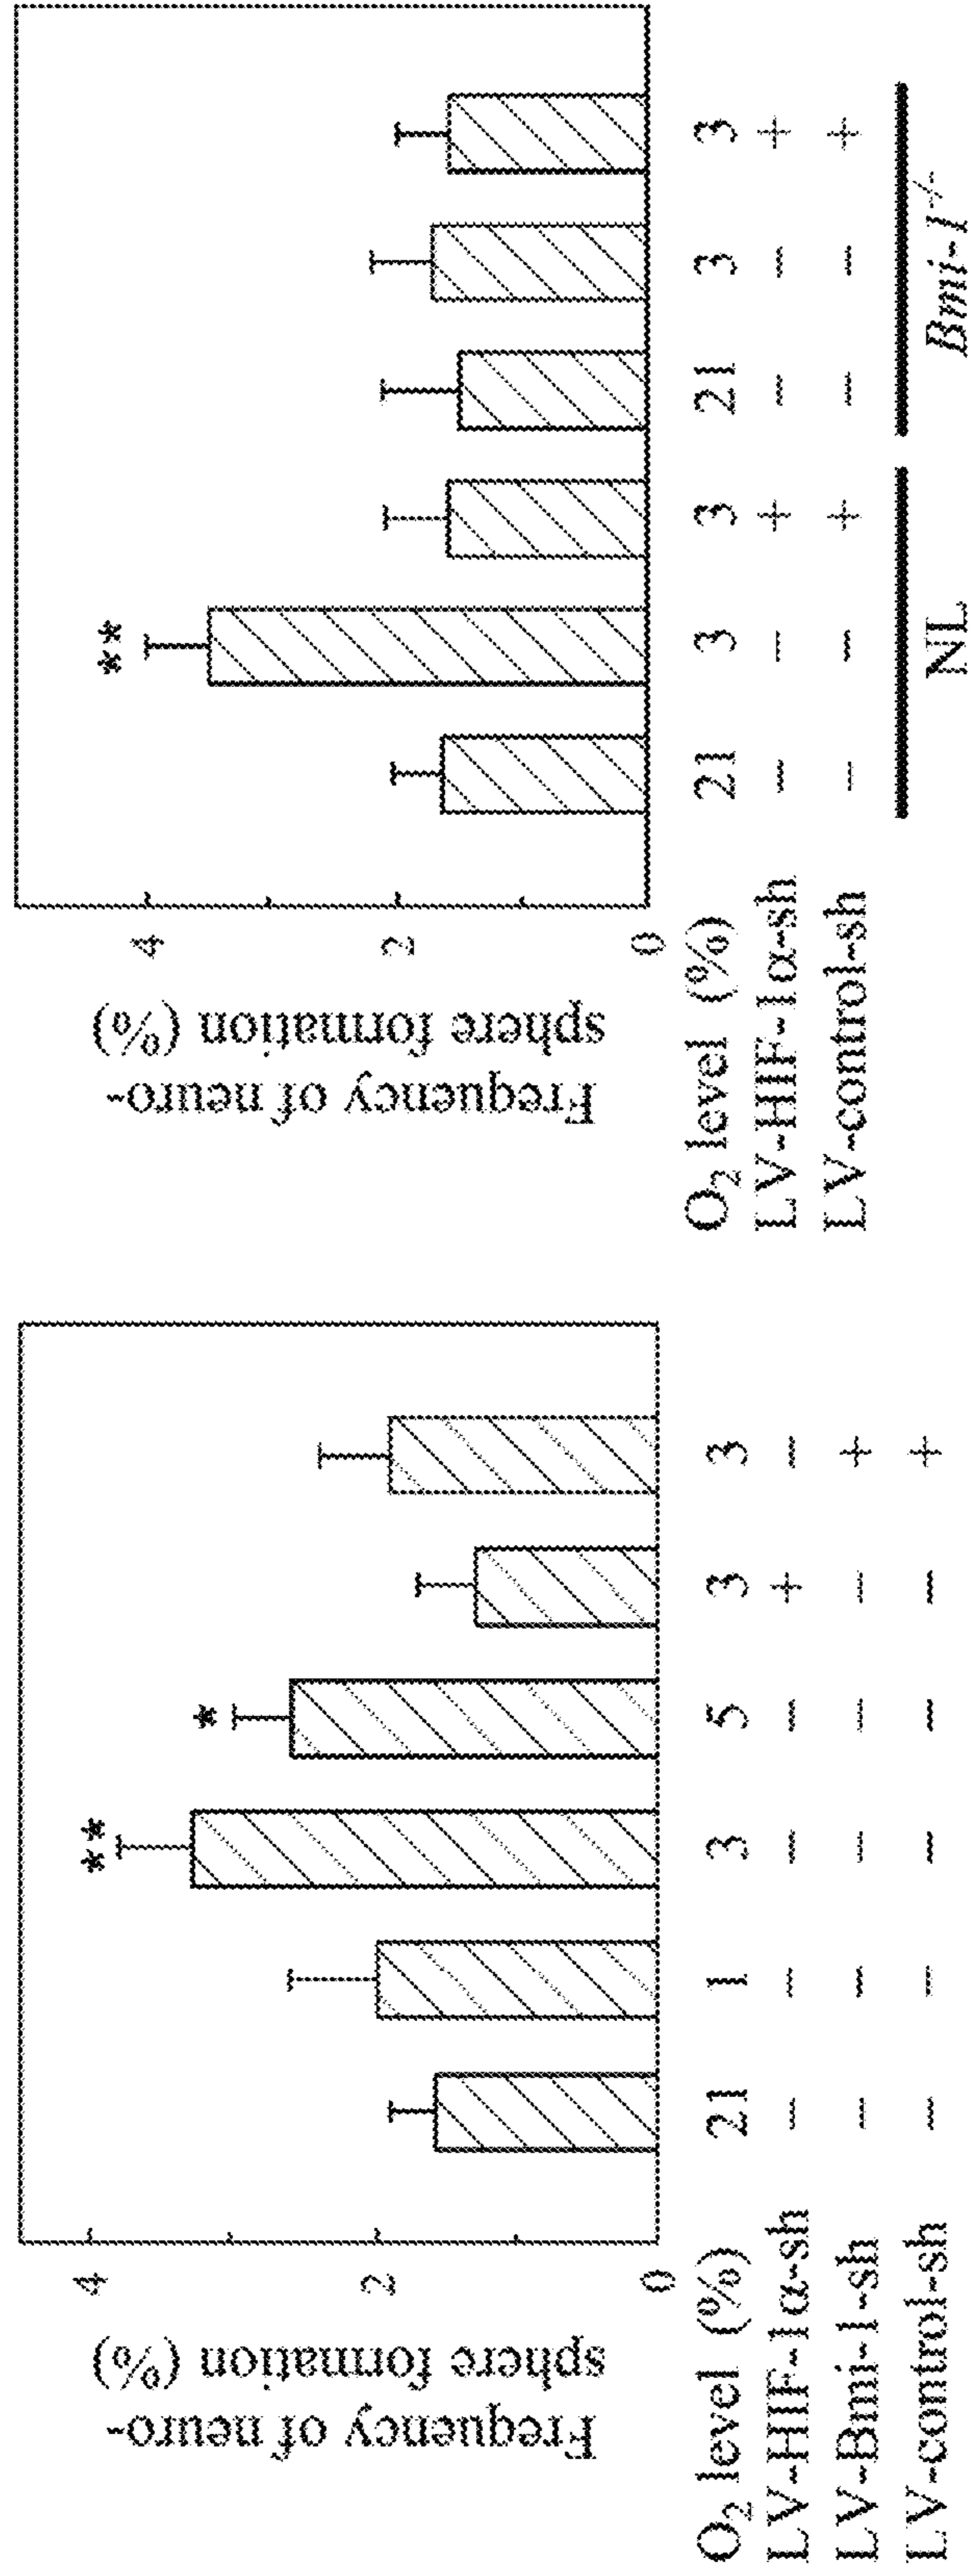 Frequency of neuro-
sphere formation (%)
4
2
0
**
*
O₂ level (%) 21 1 3 5 3 3
LV-HIF-1α-sh − − − − + −
LV-Bmi-1-sh − − − − − +
LV-control-sh − − − − − +
Frequency of neuro-
sphere formation (%)
4
2
0
**
O₂ level (%) 21 3 3 21 3 3
LV-HIF-1α-sh − − + − − +
LV-control-sh − − + − − +
NL Bmi-1⁻/⁻